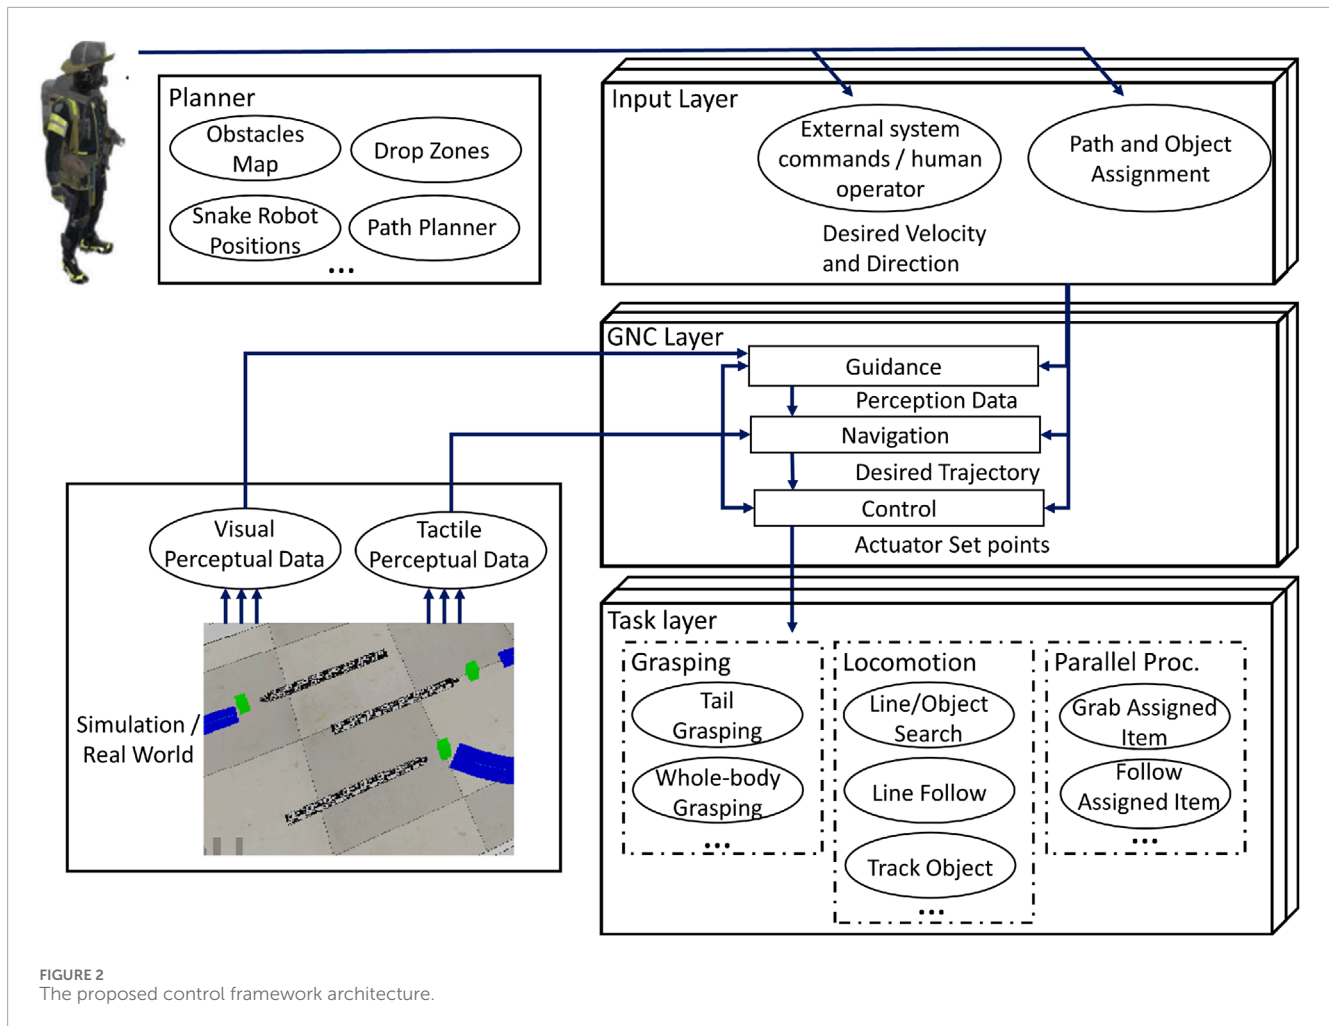 Planner
Obstacles
Map
Drop Zones
Snake Robot
Positions
Path Planner
...
Input Layer
External system
commands / human
operator
Path and Object
Assignment
Desired Velocity
and Direction
GNC Layer
Guidance
Perception Data
Navigation
Desired Trajectory
Control
Actuator Set points
Visual
Perceptual Data
Tactile
Perceptual Data
Simulation /
Real World
Task layer
Grasping
Tail
Grasping
Whole-body
Grasping
...
Locomotion
Line/Object
Search
Line Follow
Track Object
...
Parallel Proc.
Grab Assigned
Item
Follow
Assigned Item
...
FIGURE 2
The proposed control framework architecture.